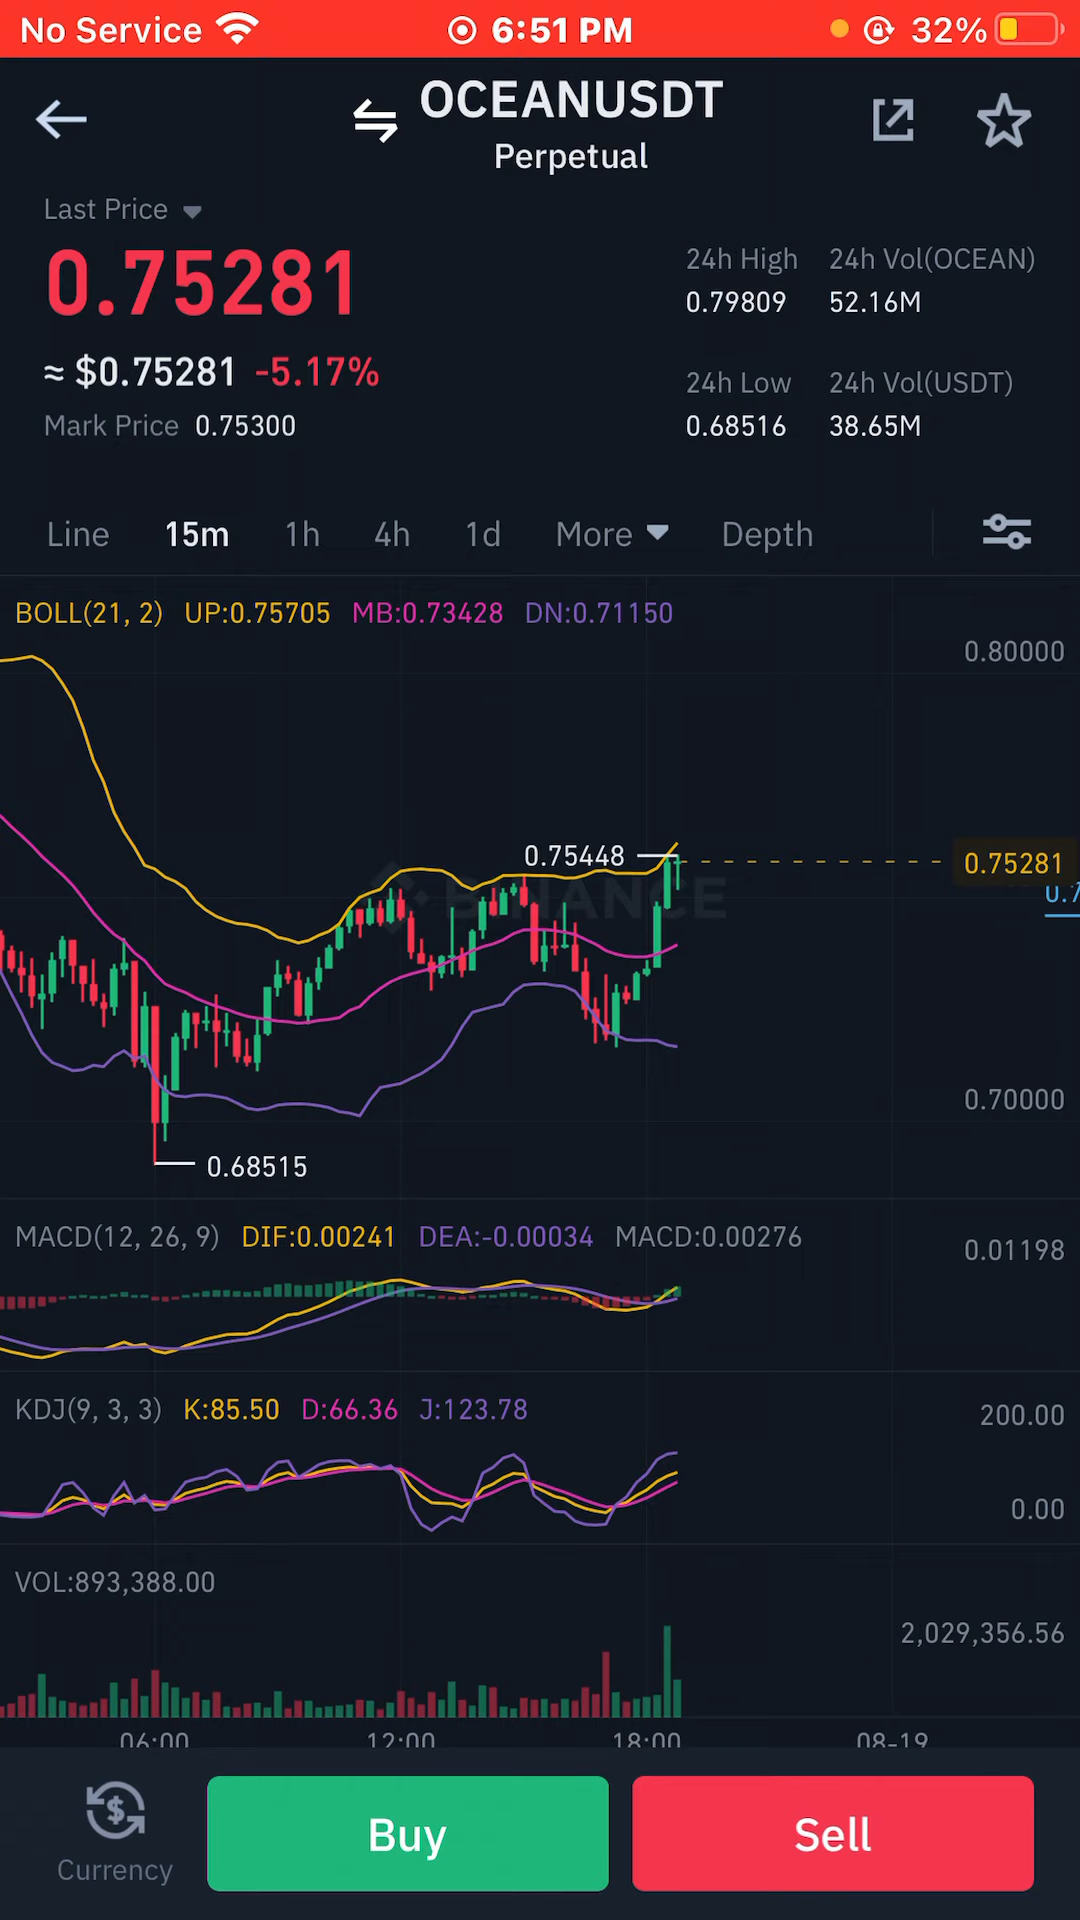 No Service 6:51 PM 32%
OCEANUSDT
Perpetual
Last Price
0.75281
≈ $0.75281 -5.17%
Mark Price 0.75300
24h High 24h Vol(OCEAN)
0.79809 52.16M
24h Low 24h Vol(USDT)
0.68516 38.65M
Line 15m 1h 4h 1d More Depth
BOLL(21, 2) UP:0.75705 MB:0.73428 DN:0.71150
0.80000
0.75448
0.75281
0.7
BINANCE
0.70000
0.68515
MACD(12, 26, 9) DIF:0.00241 DEA:-0.00034 MACD:0.00276
0.01198
KDJ(9, 3, 3) K:85.50 D:66.36 J:123.78
200.00
0.00
VOL:893,388.00
2,029,356.56
06:00 12:00 18:00 08-19
Currency
Buy
Sell